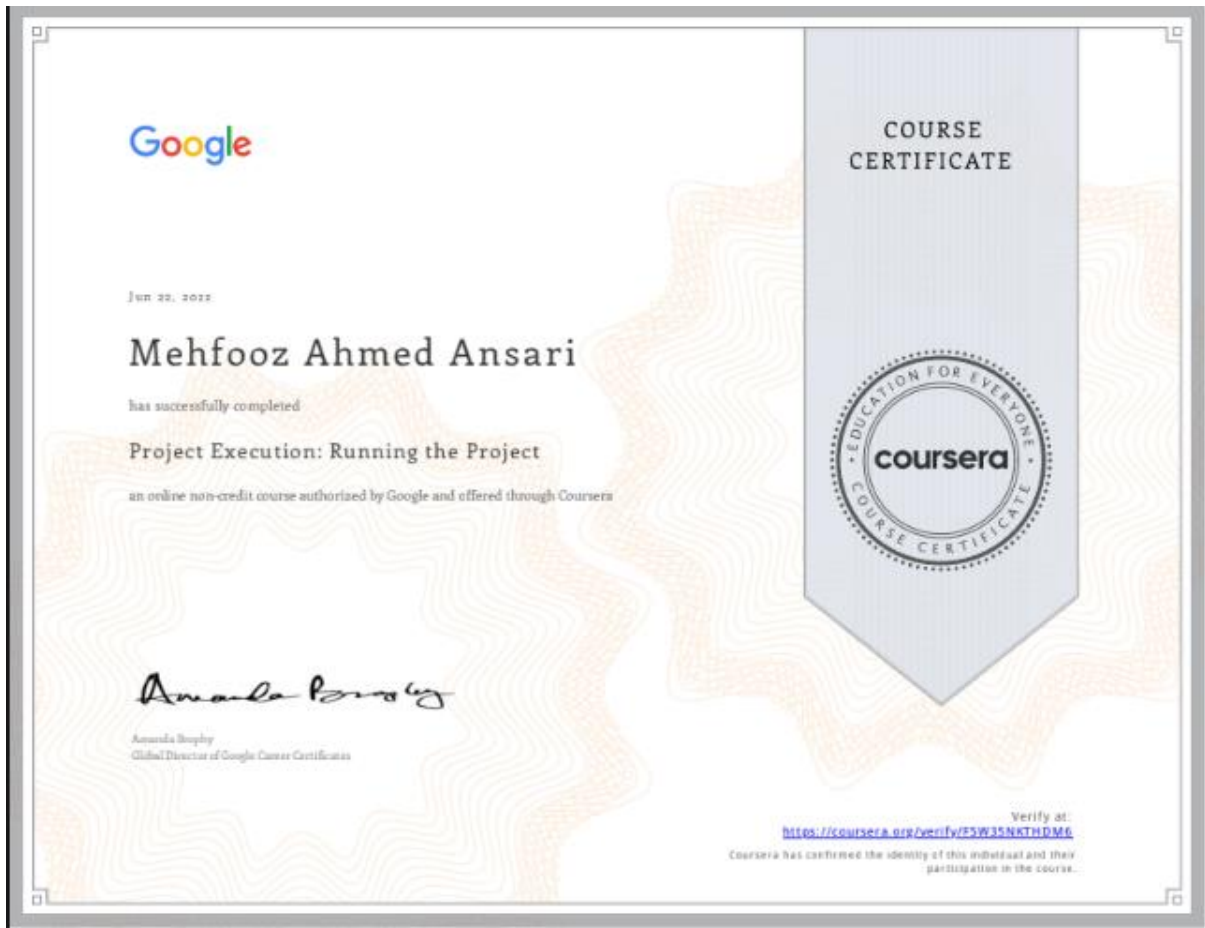 Google
COURSE
CERTIFICATE
Jun 22, 2022
Mehfooz Ahmed Ansari
has successfully completed
Project Execution: Running the Project
an online non-credit course authorized by Google and offered through Coursera
EDUCATION FOR EVERYONE
coursera
COURSE CERTIFICATE
Amanda Brophy
Amanda Brophy
Global Director of Google Career Certificates
Verify at:
https://coursera.org/verify/F5W35NKTHDM6
Coursera has confirmed the identity of this individual and their
participation in the course.